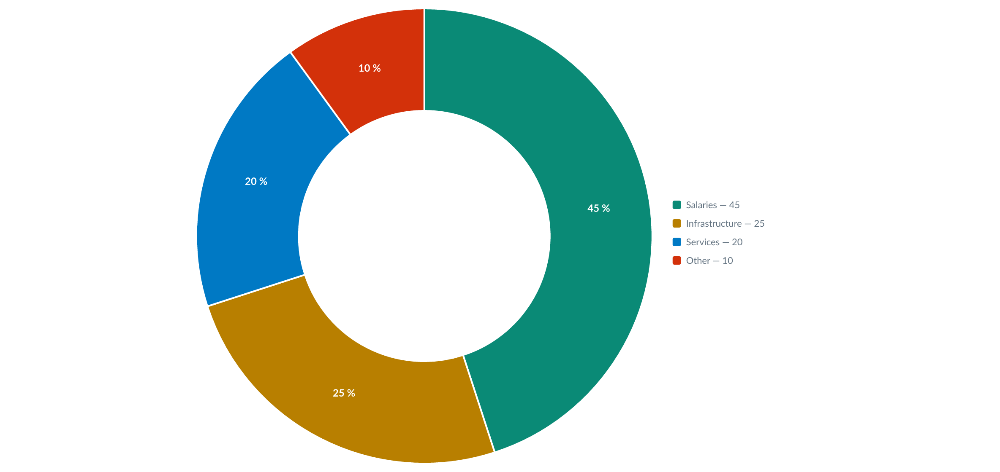 10 %
45 %
20 %
25 %
Salaries — 45
Infrastructure — 25
Services — 20
Other — 10